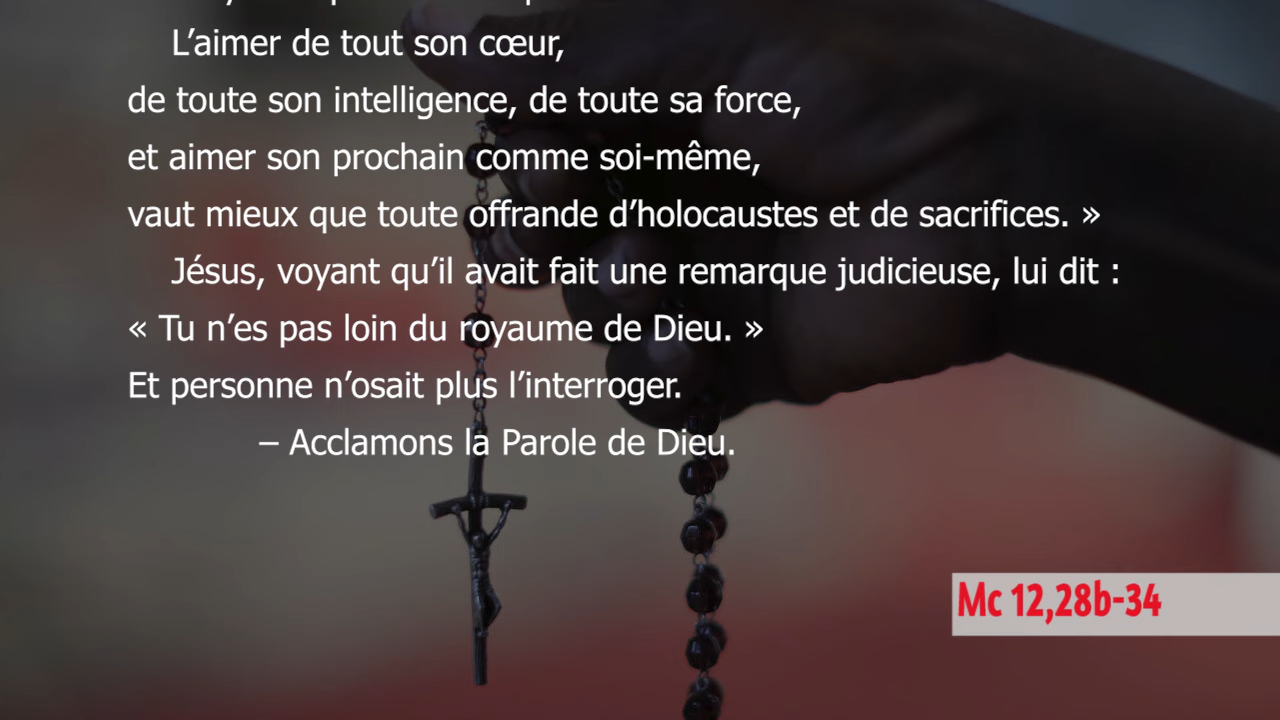 L’aimer de tout son cœur,
de toute son intelligence, de toute sa force,
et aimer son prochain comme soi-même,
vaut mieux que toute offrande d’holocaustes et de sacrifices. »
Jésus, voyant qu’il avait fait une remarque judicieuse, lui dit :
« Tu n’es pas loin du royaume de Dieu. »
Et personne n’osait plus l’interroger.
– Acclamons la Parole de Dieu.
Mc 12,28b-34